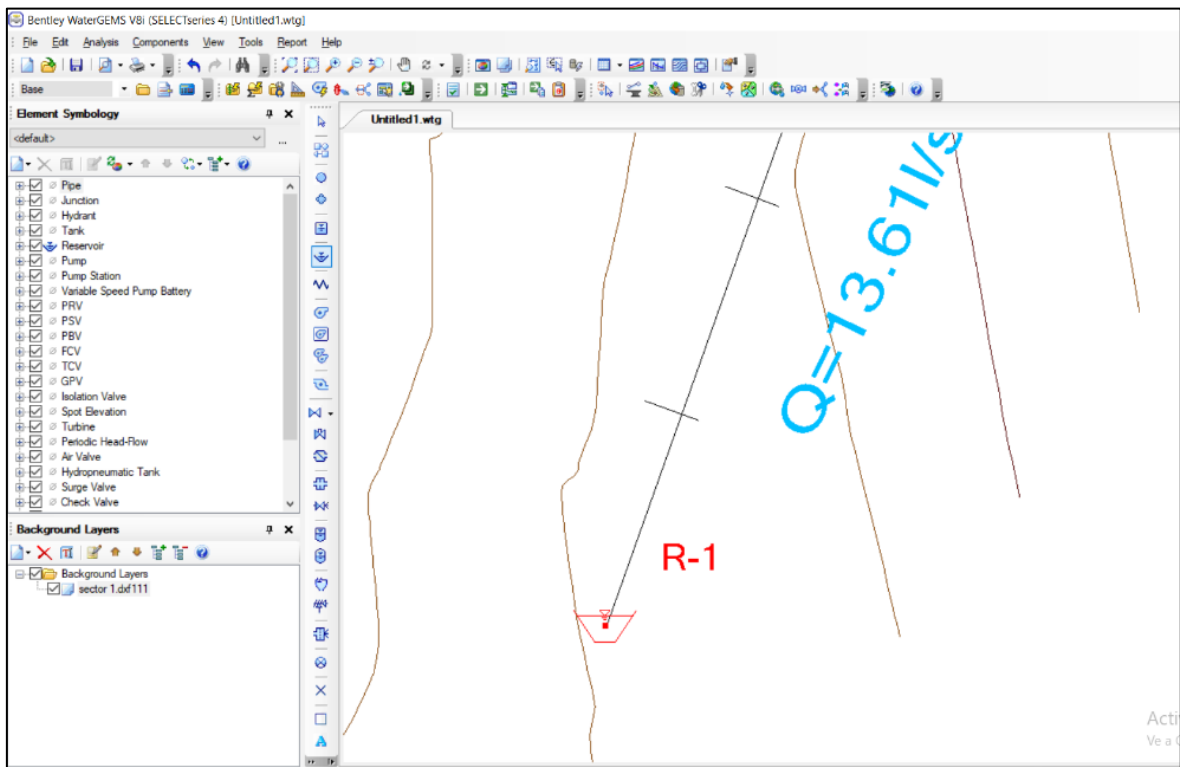 Bentley WaterGEMS V8i (SELECTseries 4) [Untitled1.wtg]
File Edit Analysis Components View Tools Report Help
Base
Element Symbology
<default>
...
Pipe
Junction
Hydrant
Tank
Reservoir
Pump
Pump Station
Variable Speed Pump Battery
PRV
PSV
PBV
FCV
TCV
GPV
Isolation Valve
Spot Elevation
Turbine
Periodic Head-Flow
Air Valve
Hydropneumatic Tank
Surge Valve
Check Valve
Background Layers
Background Layers
sector 1.dxf111
Untitled1.wtg
Q=13.61l/s
R-1
Acti
Ve a C